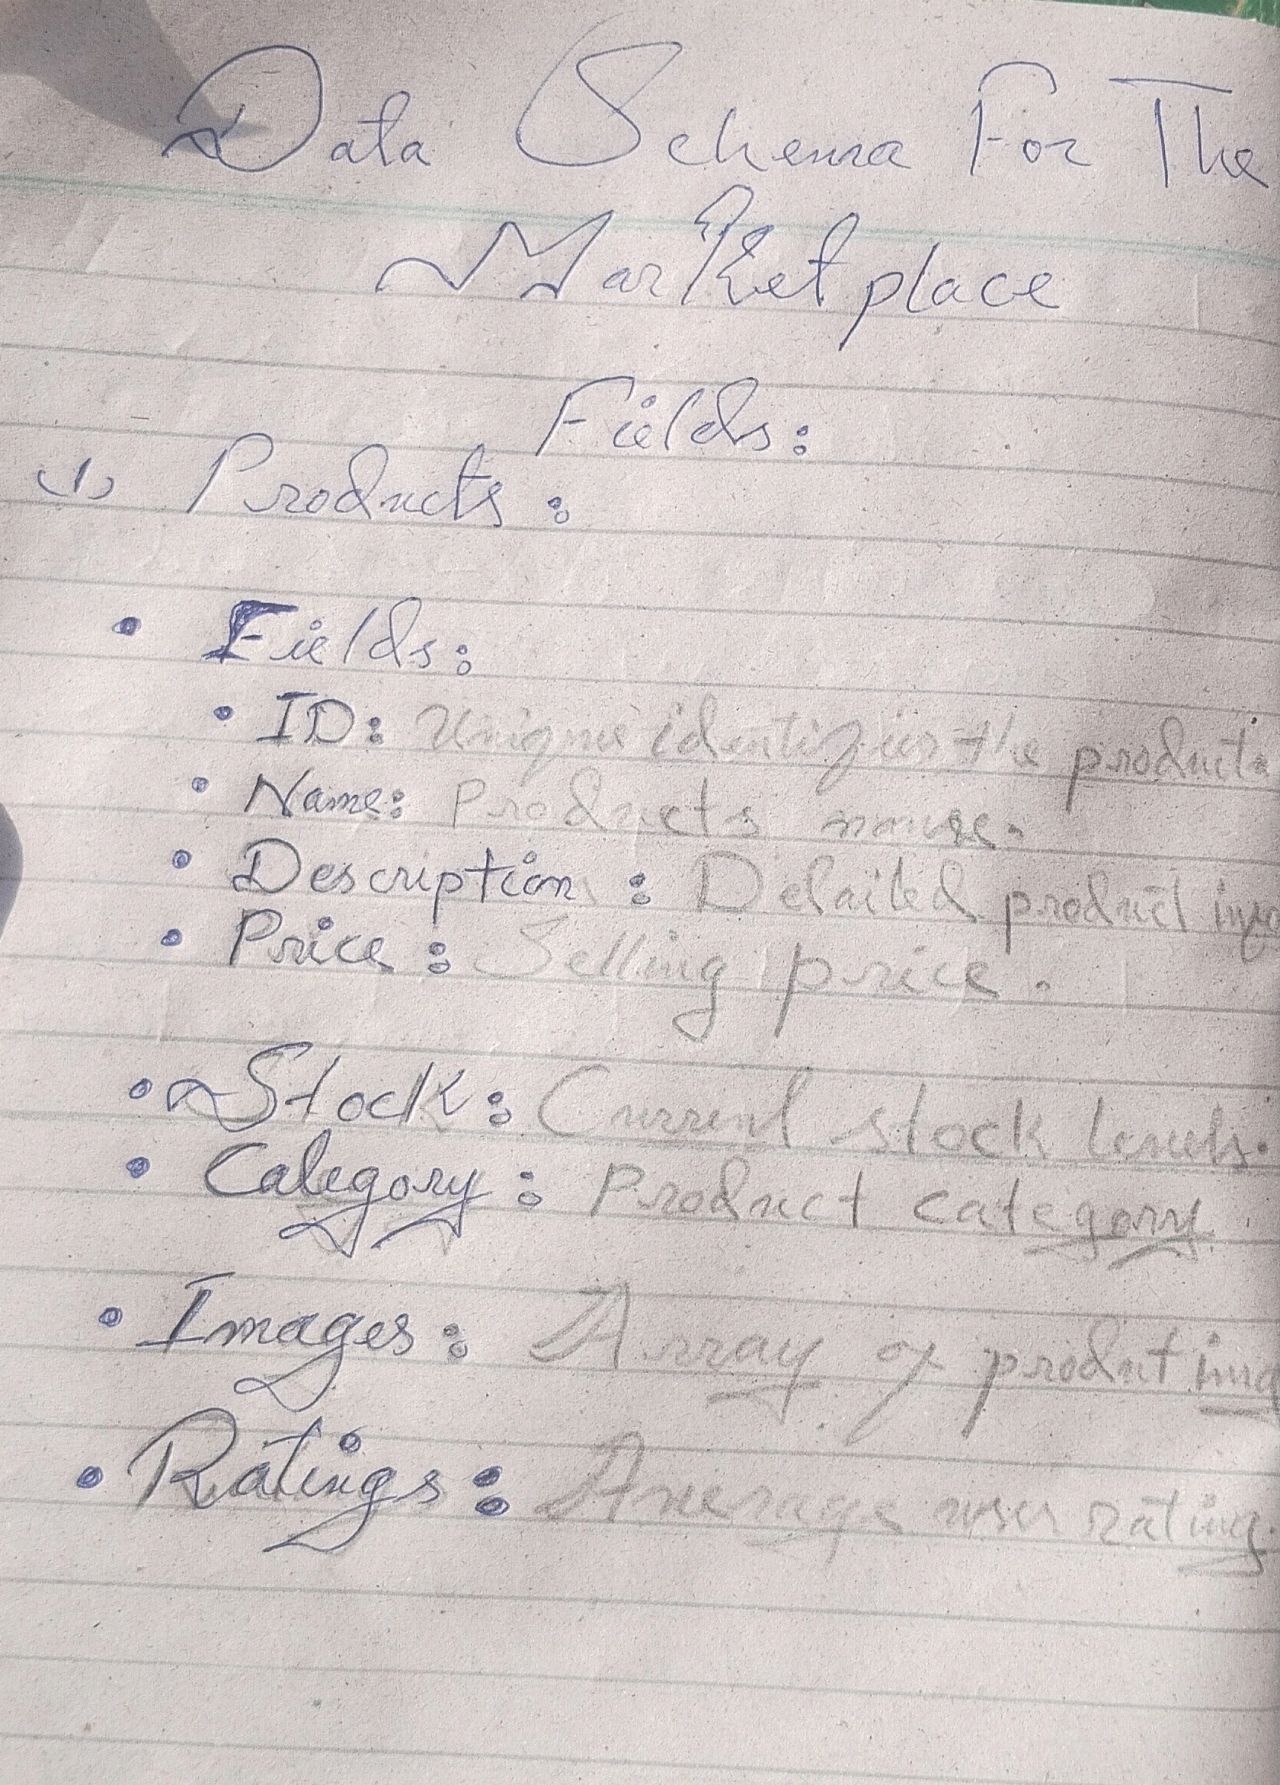 Data Schema For The
Marketplace
Fields:
(1) Products:
• Fields:
• ID: Unique identifier the product
• Name: Products name.
• Description: Detailed product info
• Price: Selling price.
• Stock: Current stock levels.
• Category: Product category.
• Images: Array of produt img
• Ratings: Average user rating.